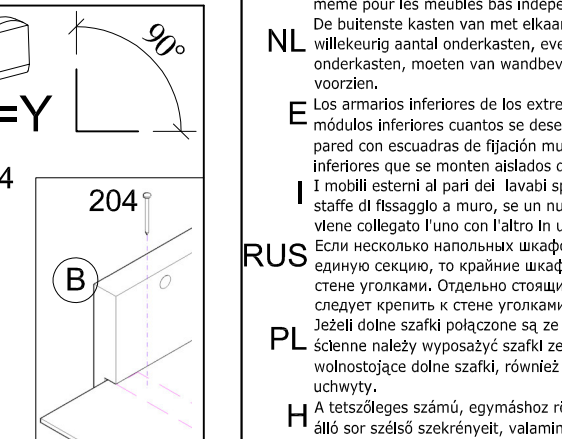 90°
=Y
4
204
B
même pour les meubles bas indépe
De buitenste kasten van met elkaar
NL willekeurig aantal onderkasten, eve
onderkasten, moeten van wandbev
voorzien.
E Los armarios inferiores de los extre
módulos inferiores cuantos se dese
pared con escuadras de fijación mu
inferiores que se monten aislados d
I I mobili esterni al pari dei lavabi sp
staffe di fissaggio a muro, se un nu
viene collegato l'uno con l'altro in u
RUS Если несколько напольных шкафо
единую секцию, то крайние шкаф
стене уголками. Отдельно стоящи
следует крепить к стене уголками
PL Jeżeli dolne szafki połączone są ze
ścienne należy wyposażyć szafki ze
wolnostojące dolne szafki, również
uchwyty.
H A tetszőleges számú, egymáshoz rö
álló sor szélső szekrényeit, valamin